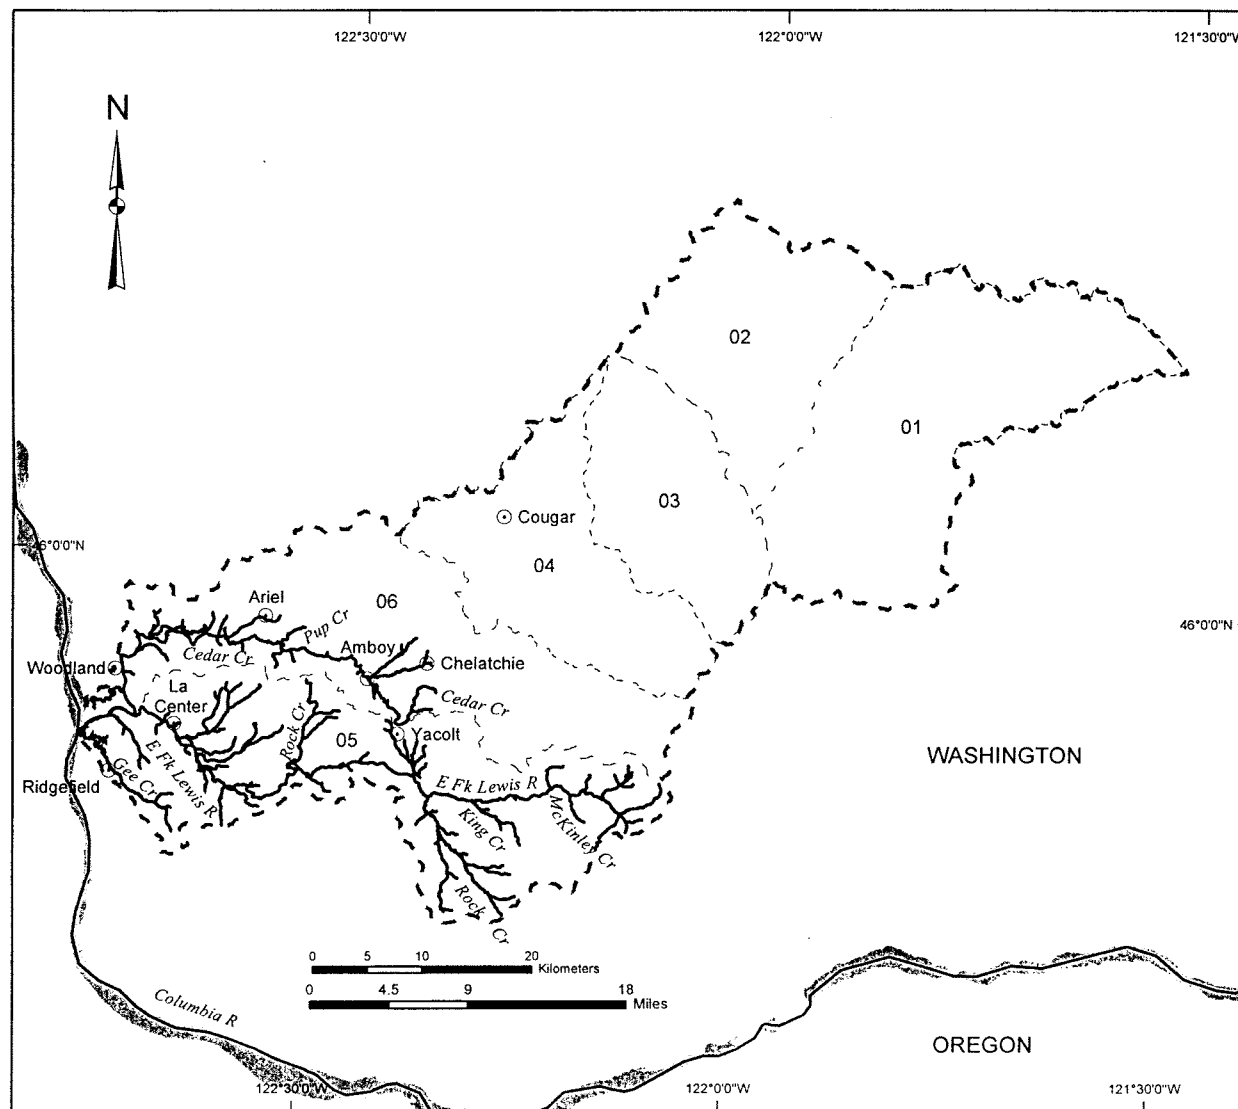 122°30'0"W
122°0'0"W
121°30'0"W
N
02
01
03
Cougar
46°0'0"N
04
Ariel
06
Pup Cr
46°0'0"N
Amboy
Cedar Cr
Chelatchie
Woodland
La
Center
Cedar Cr
Rock Cr
Yacolt
05
E Fk Lewis R
Gee Cr
Ridgefield
E Fk Lewis R
King Cr
McKinley Cr
WASHINGTON
Rock Cr
0 5 10 20
Kilometers
0 4.5 9 18
Miles
Columbia R
OREGON
122°30'0"W
122°0'0"W
121°30'0"W